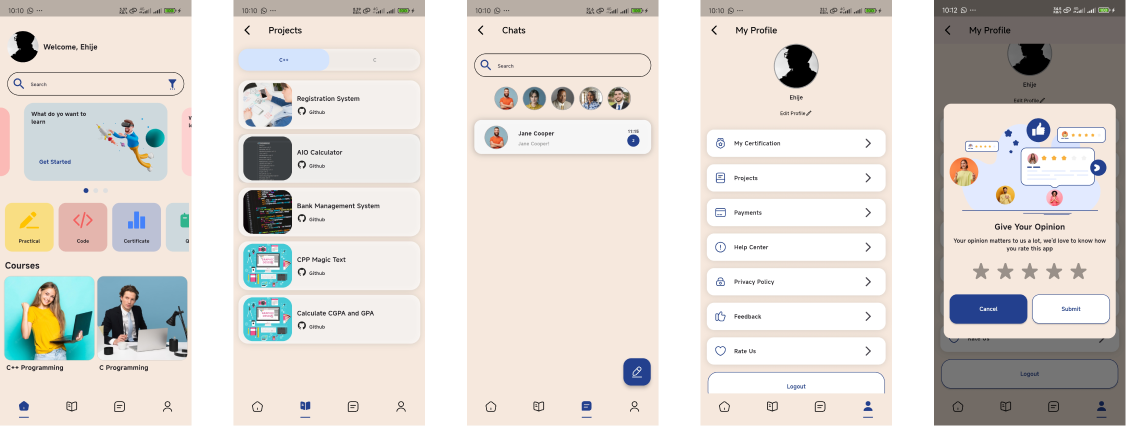 10:10
Welcome, Ehije
Search
What do yo want to
learn
Get Started
Practical
Code
Certificate
Q
Courses
C++ Programming
C Programming
10:10
Projects
C++
C
Registration System
Github
AIO Calculator
Github
Bank Management System
Github
CPP Magic Text
Github
Calculate CGPA and GPA
Github
10:10
Chats
Search
Jane Cooper
11:15
Jane Cooper!
My Profile
Ehije
Edit Profile
My Certification
Projects
Payments
Help Center
Privacy Policy
Feedback
Rate Us
Logout
10:10
10:12
My Profile
Edit Profile
Give Your Opinion
Your opinion matters to us a lot, we'd love to know how
you rate this app
Cancel
Submit
Rate Us
Logout